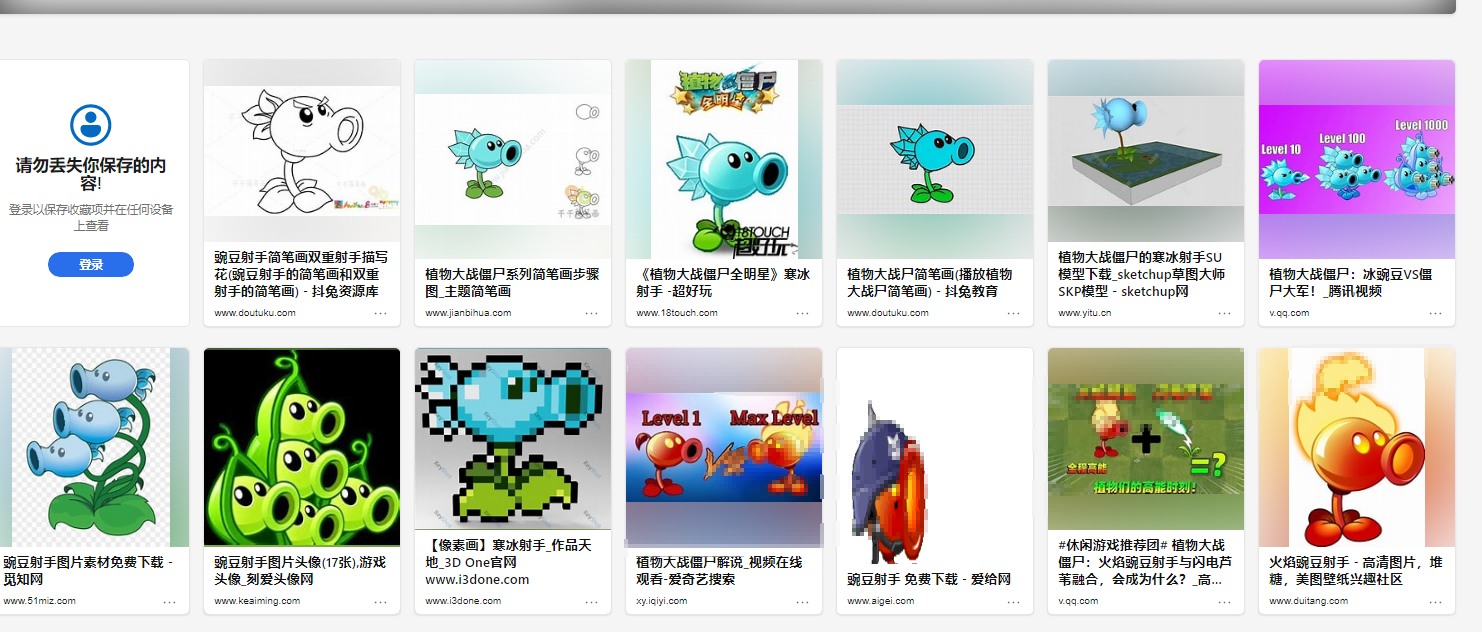 请勿丢失你保存的内
容!
登录以保存收藏项并在任何设备
上查看
登录
豌豆射手简笔画双重射手描写
花(豌豆射手的简笔画和双重
射手的简笔画) - 抖兔资源库
www.doutuku.com
植物大战僵尸系列简笔画步骤
图_主题简笔画
www.jianbihua.com
植物大战僵尸
全明星
18TOUCH
超好玩
《植物大战僵尸全明星》寒冰
射手 -超好玩
www.18touch.com
植物大战尸简笔画(播放植物
大战尸简笔画) - 抖兔教育
www.doutuku.com
植物大战僵尸的寒冰射手SU
模型下载_sketchup草图大师
SKP模型 - sketchup网
www.yitu.cn
Level 10
Level 100
Level 1000
植物大战僵尸：冰豌豆VS僵
尸大军！_腾讯视频
v.qq.com
豌豆射手图片素材免费下载 -
觅知网
www.51miz.com
豌豆射手图片头像(17张),游戏
头像_刻爱头像网
www.keaiming.com
【像素画】寒冰射手_作品天
地_3D One官网
www.i3done.com
www.i3done.com
Level 1
Max Level
植物大战僵尸解说_视频在线
观看-爱奇艺搜索
xy.iqiyi.com
豌豆射手 免费下载 - 爱给网
www.aigei.com
全程高能
=?
植物们的高能时刻!
#休闲游戏推荐团# 植物大战
僵尸：火焰豌豆射手与闪电芦
苇融合，会成为什么？_高...
v.qq.com
火焰豌豆射手 - 高清图片，堆
糖，美图壁纸兴趣社区
www.duitang.com